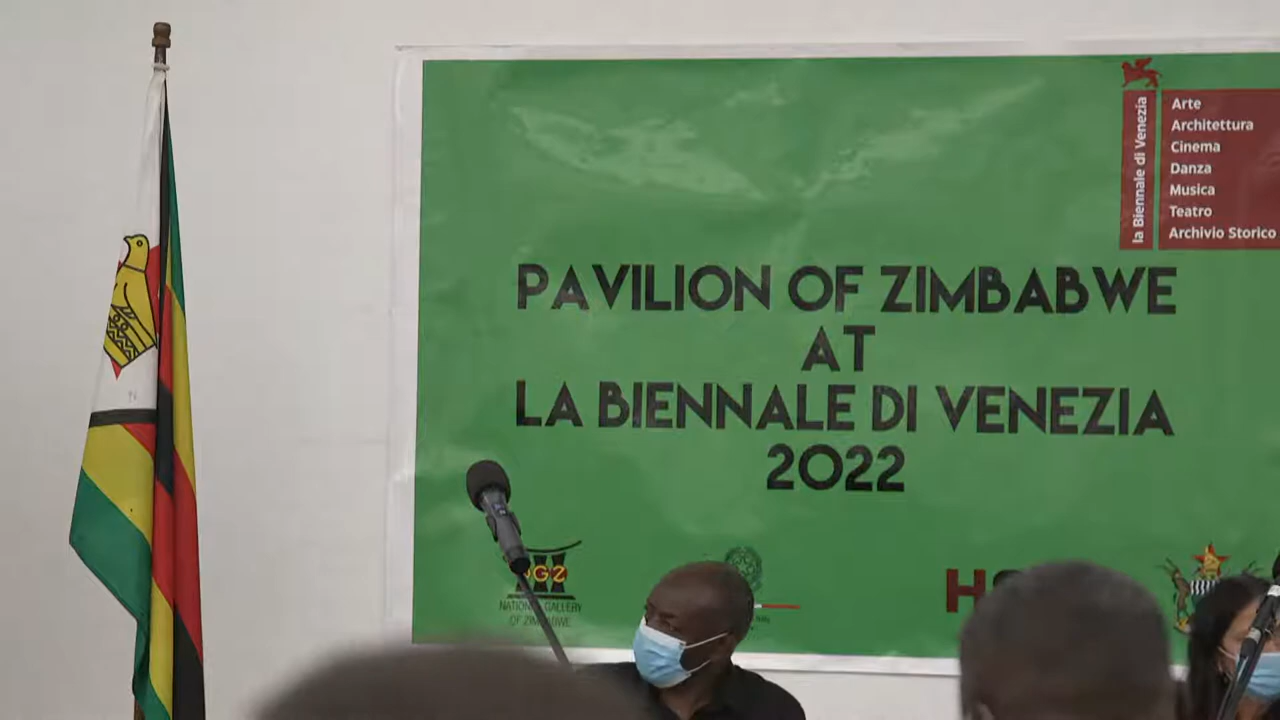 la Biennale di Venezia
Arte
Architettura
Cinema
Danza
Musica
Teatro
Archivio Storico
PAVILION OF ZIMBABWE
AT
LA BIENNALE DI VENEZIA
2022
NATIONAL GALLERY
OF ZIMBABWE